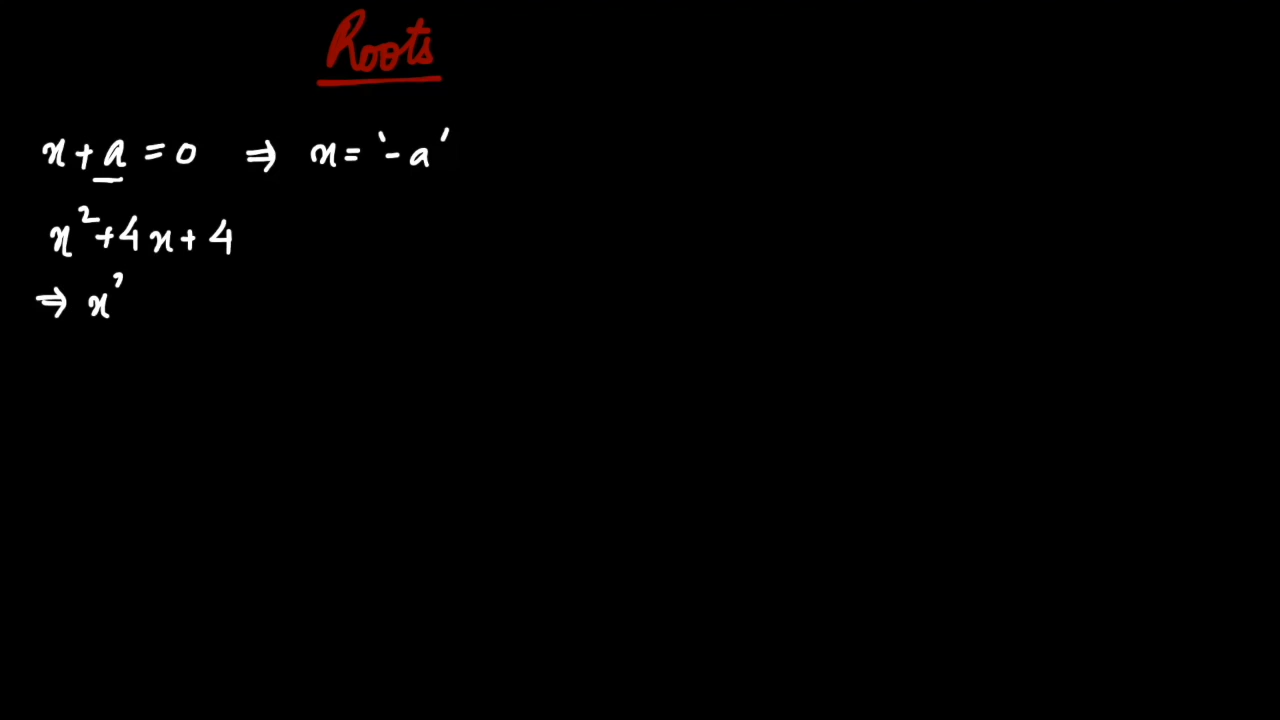 Roots
x + a = 0 ⇒ x = '-a'
x² + 4x + 4
⇒ x²